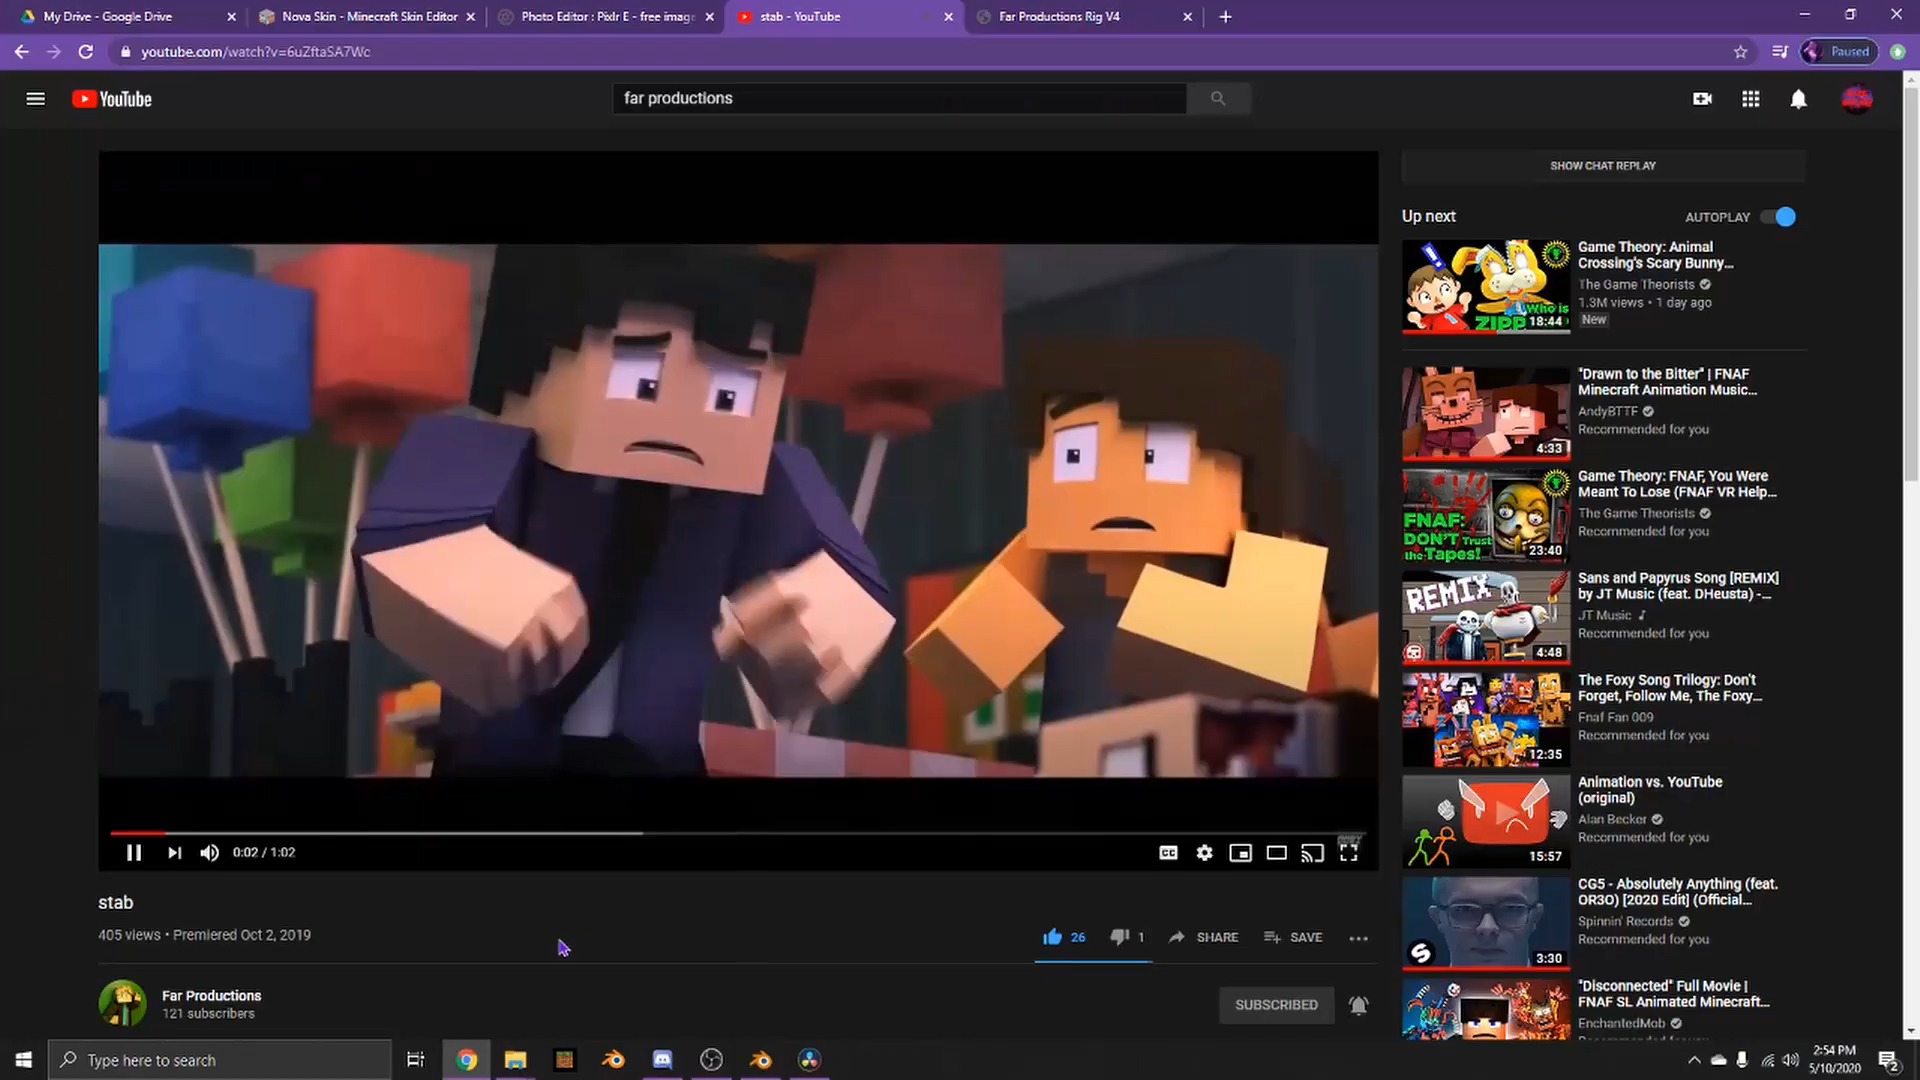 My Drive - Google Drive
Nova Skin - Minecraft Skin Editor
Photo Editor : Pixlr E - free image
stab - YouTube
Far Productions Rig V4
youtube.com/watch?v=6uZftaSA7Wc
Paused
YouTube
far productions
SHOW CHAT REPLAY
Up next
AUTOPLAY
Who is
ZIPP
18:44
Game Theory: Animal
Crossing's Scary Bunny...
The Game Theorists
1.3M views • 1 day ago
New
4:33
"Drawn to the Bitter" | FNAF
Minecraft Animation Music...
AndyBTTF
Recommended for you
FNAF:
DON'T Trust
the Tapes!
23:40
Game Theory: FNAF, You Were
Meant To Lose (FNAF VR Help...
The Game Theorists
Recommended for you
REMIX
4:48
Sans and Papyrus Song [REMIX]
by JT Music (feat. DHeusta) -...
JT Music
Recommended for you
12:35
The Foxy Song Trilogy: Don't
Forget, Follow Me, The Foxy...
Fnaf Fan 009
Recommended for you
15:57
Animation vs. YouTube
(original)
Alan Becker
Recommended for you
3:30
CG5 - Absolutely Anything (feat.
OR3O) [2020 Edit] (Official...
Spinnin' Records
Recommended for you
"Disconnected" Full Movie |
FNAF SL Animated Minecraft...
EnchantedMob
0:02 / 1:02
CC
stab
405 views • Premiered Oct 2, 2019
26
1
SHARE
SAVE
Far Productions
121 subscribers
SUBSCRIBED
Type here to search
2:54 PM
5/10/2020
2